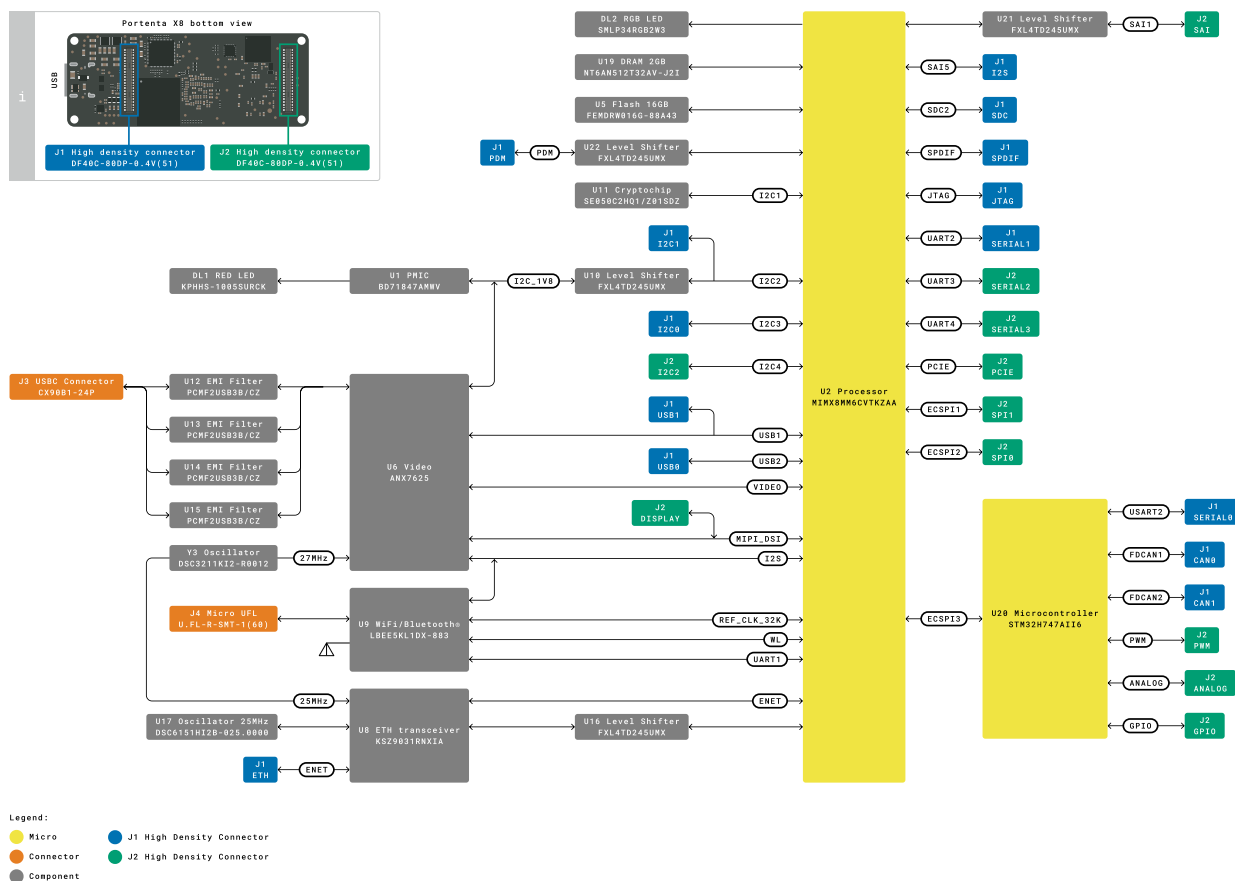 Portenta X8 bottom view
i
USB
J1 High density connector
DF40C-80DP-0.4V(51)
J2 High density connector
DF40C-80DP-0.4V(51)
DL2 RGB LED
SMLP34RGB2W3
U19 DRAM 2GB
NT6AN512T32AV-J2I
U5 Flash 16GB
FEMDRW016G-88A43
J1
PDM
PDM
U22 Level Shifter
FXL4TD245UMX
U11 Cryptochip
SE050C2HQ1/Z01SDZ
I2C1
J1
I2C1
DL1 RED LED
KPHHS-1005SURCK
U1 PMIC
BD71847AMWV
I2C_1V8
U10 Level Shifter
FXL4TD245UMX
I2C2
J1
I2C0
I2C3
J2
I2C2
I2C4
J3 USBC Connector
CX90B1-24P
U12 EMI Filter
PCMF2USB3B/CZ
U13 EMI Filter
PCMF2USB3B/CZ
U14 EMI Filter
PCMF2USB3B/CZ
U15 EMI Filter
PCMF2USB3B/CZ
U6 Video
ANX7625
J1
USB1
USB1
J1
USB0
USB2
VIDEO
J2
DISPLAY
MIPI_DSI
I2S
Y3 Oscillator
DSC3211KI2-R0012
27MHz
J4 Micro UFL
U.FL-R-SMT-1(60)
U9 WiFi/Bluetooth®
LBEE5KL1DX-883
REF_CLK_32K
WL
UART1
25MHz
ENET
U17 Oscillator 25MHz
DSC6151HI2B-025.0000
U8 ETH transceiver
KSZ9031RNXIA
U16 Level Shifter
FXL4TD245UMX
J1
ETH
ENET
U2 Processor
MIMX8MM6CVTKZAA
U21 Level Shifter
FXL4TD245UMX
SAI1
J2
SAI
SAI5
J1
I2S
SDC2
J1
SDC
SPDIF
J1
SPDIF
JTAG
J1
JTAG
UART2
J1
SERIAL1
UART3
J2
SERIAL2
UART4
J2
SERIAL3
PCIE
J2
PCIE
ECSPI1
J2
SPI1
ECSPI2
J2
SPI0
ECSPI3
U20 Microcontroller
STM32H747AII6
USART2
J1
SERIAL0
FDCAN1
J1
CAN0
FDCAN2
J1
CAN1
PWM
J2
PWM
ANALOG
J2
ANALOG
GPIO
J2
GPIO
Legend:
Micro
J1 High Density Connector
Connector
J2 High Density Connector
Component